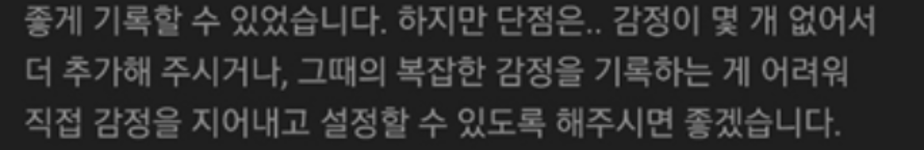 좋게 기록할 수 있었습니다. 하지만 단점은.. 감정이 몇 개 없어서
더 추가해 주시거나, 그때의 복잡한 감정을 기록하는 게 어려워
직접 감정을 지어내고 설정할 수 있도록 해주시면 좋겠습니다.